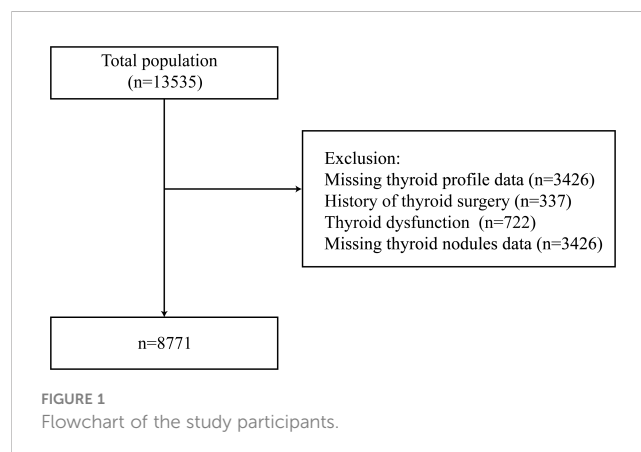 Total population
(n=13535)
Exclusion:
Missing thyroid profile data (n=3426)
History of thyroid surgery (n=337)
Thyroid dysfunction (n=722)
Missing thyroid nodules data (n=3426)
n=8771
FIGURE 1
Flowchart of the study participants.